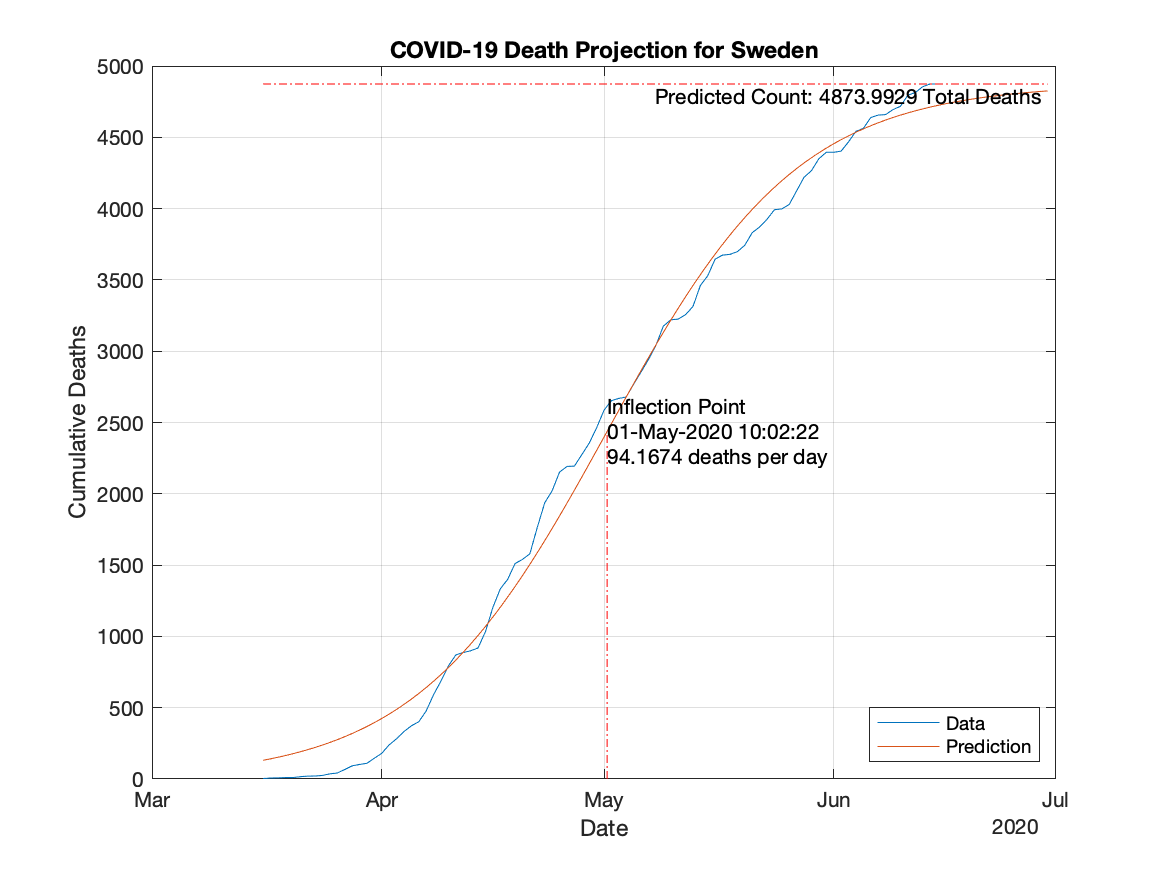 COVID-19 Death Projection for Sweden
5000
Predicted Count: 4873.9929 Total Deaths
4500
4000
3500
3000
2500
2000
1500
1000
500
0
Cumulative Deaths
Inflection Point
01-May-2020 10:02:22
94.1674 deaths per day
Data
Prediction
Mar Apr May Jun Jul
Date
2020